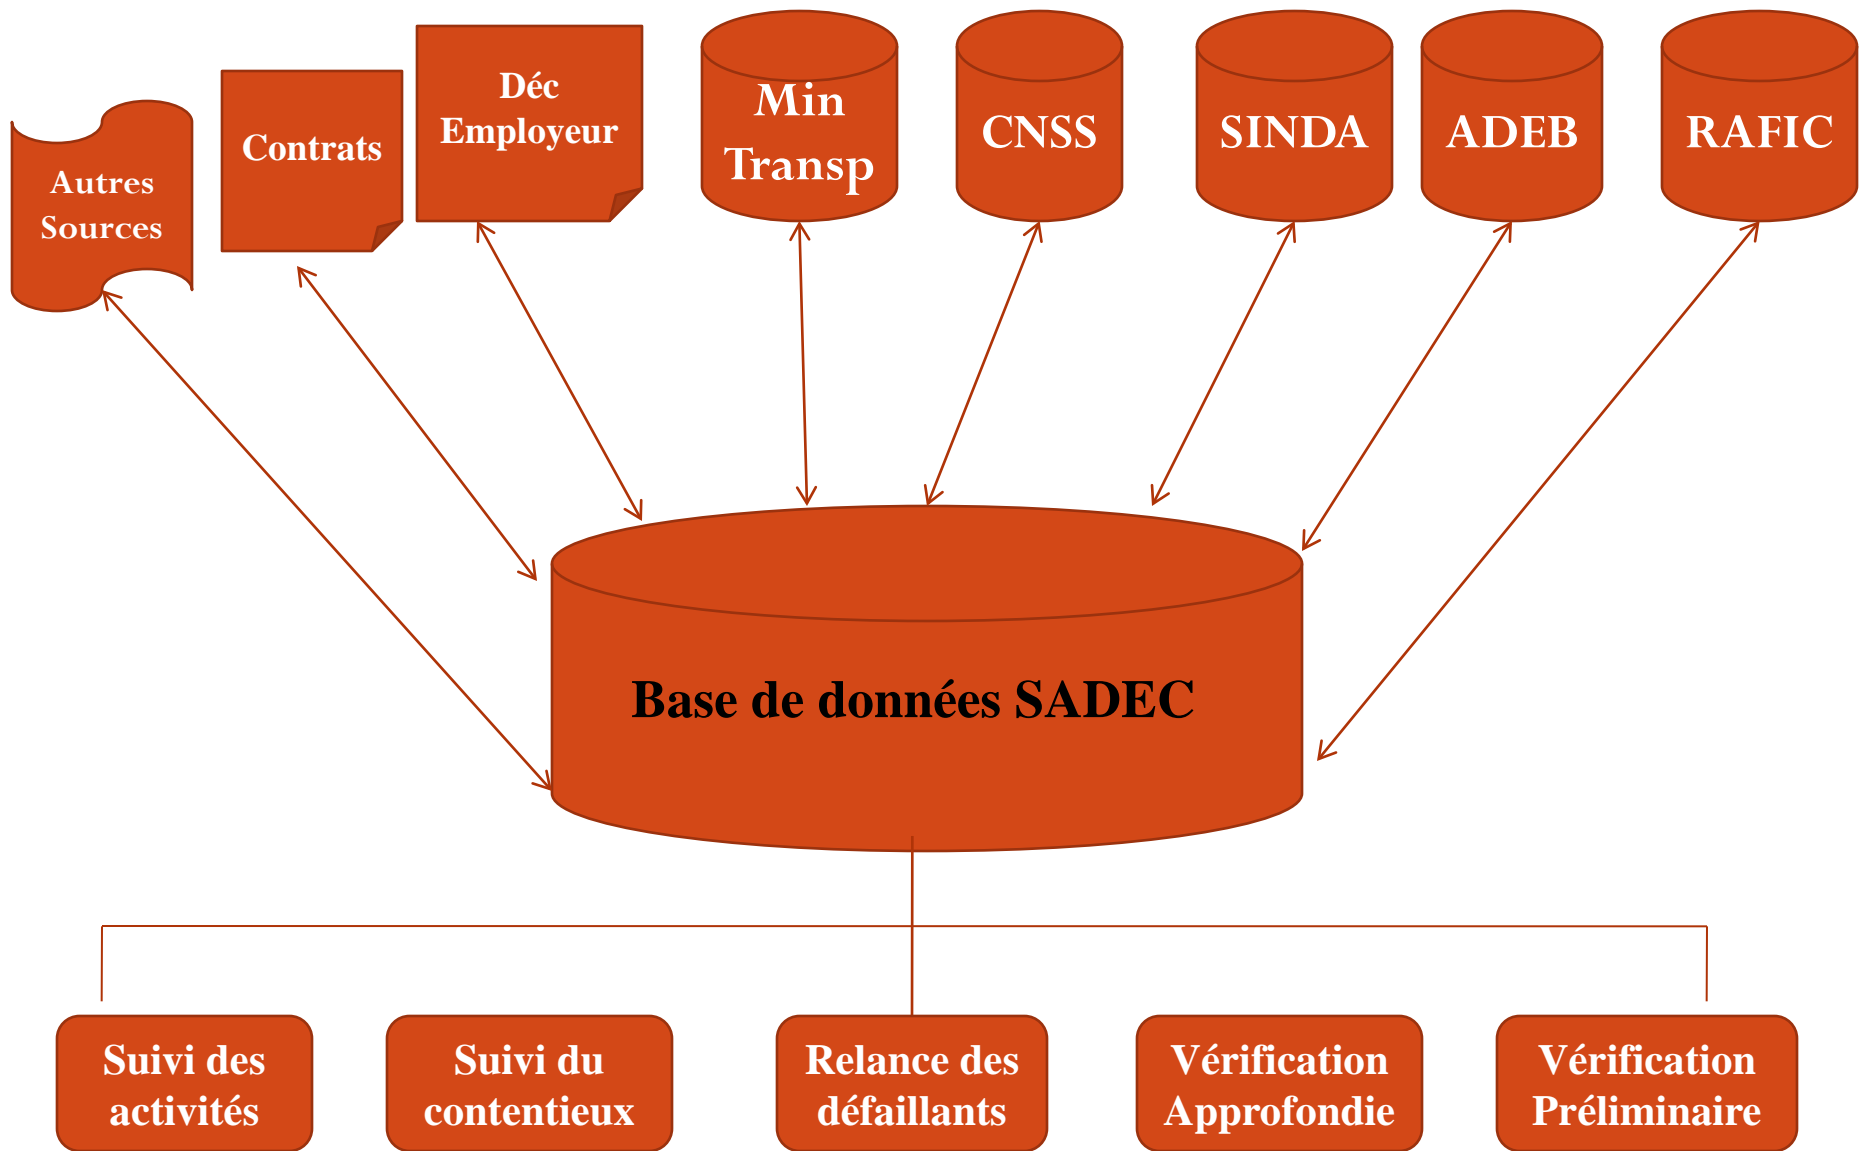 Autres
Sources
Contrats
Déc
Employeur
Min
Transp
CNSS
SINDA
ADEB
RAFIC
Base de données SADEC
Suivi des
activités
Suivi du
contentieux
Relance des
défaillants
Vérification
Approfondie
Vérification
Préliminaire